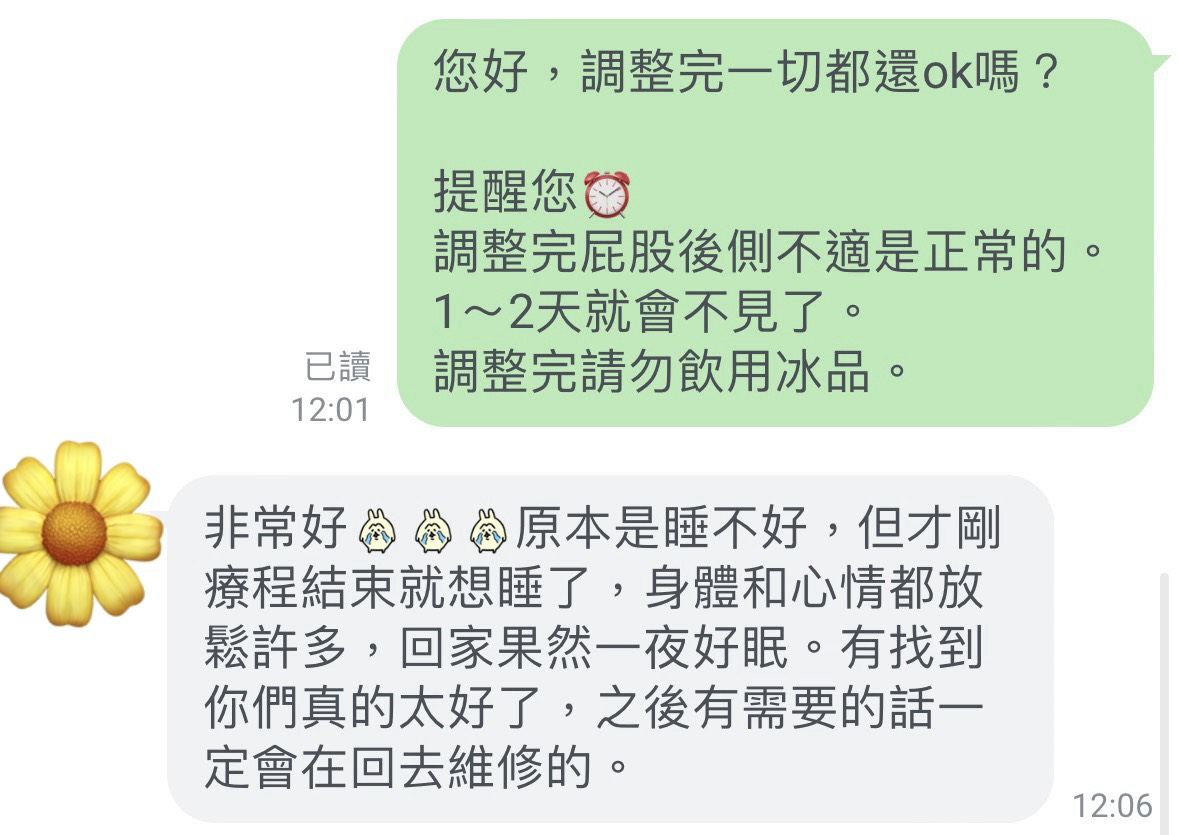 您好，調整完一切都還ok嗎？
提醒您⏰
調整完屁股後側不適是正常的。
1～2天就會不見了。
調整完請勿飲用冰品。
已讀
12:01
非常好原本是睡不好，但才剛
療程結束就想睡了，身體和心情都放
鬆許多，回家果然一夜好眠。有找到
你們真的太好了，之後有需要的話一
定會在回去維修的。
12:06